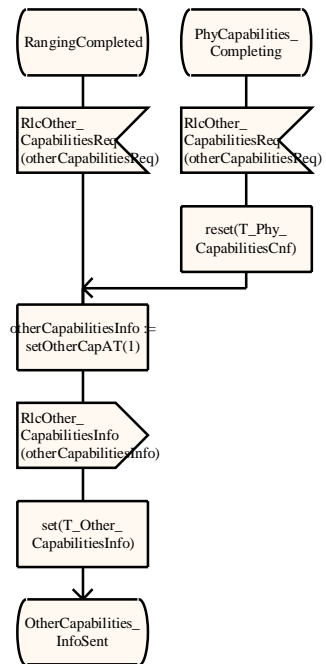 RangingCompleted
PhyCapabilities_
Completing
RlcOther_
CapabilitiesReq
(otherCapabilitiesReq)
RlcOther_
CapabilitiesReq
(otherCapabilitiesReq)
reset(T_Phy_
CapabilitiesCnf)
otherCapabilitiesInfo :=
setOtherCapAT(1)
RlcOther_
CapabilitiesInfo
(otherCapabilitiesInfo)
set(T_Other_
CapabilitiesInfo)
OtherCapabilities_
InfoSent